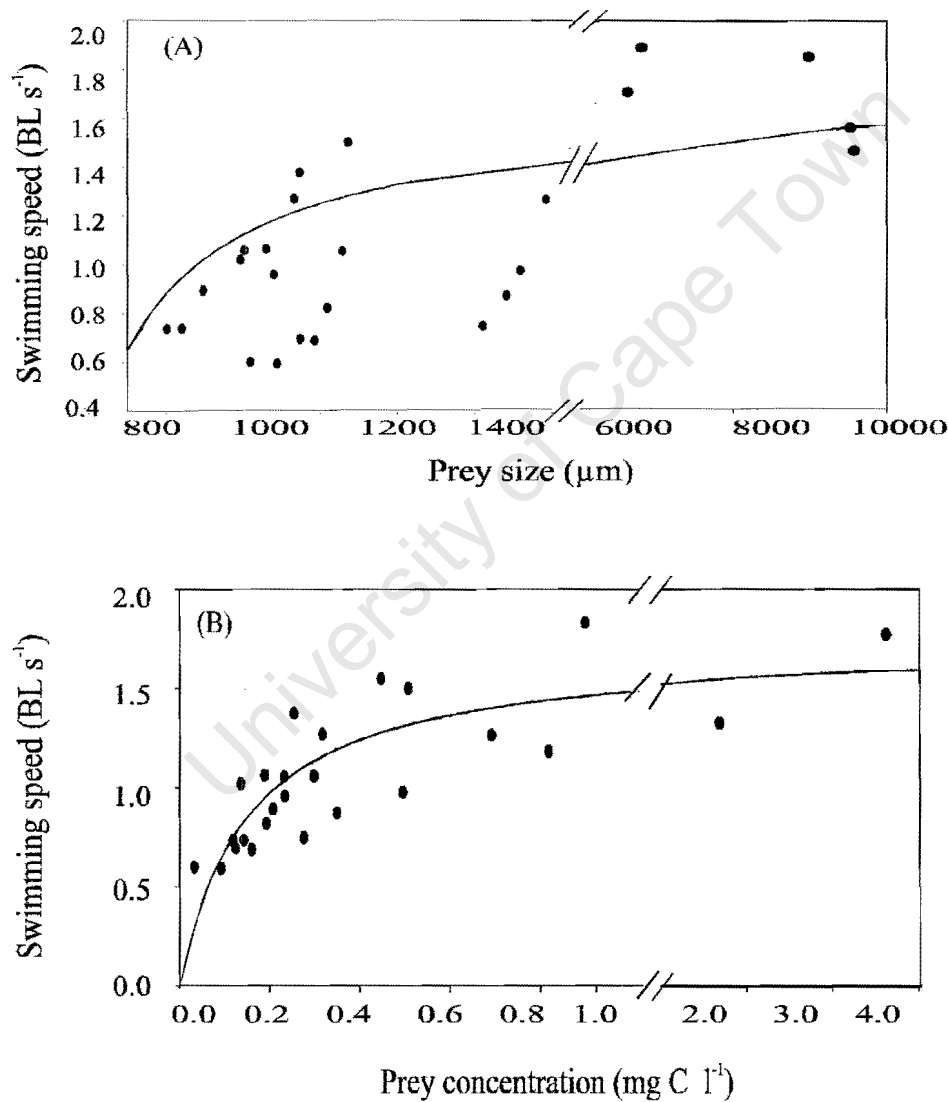 (A)
Swimming speed (BL s⁻¹)
2.0
1.8
1.6
1.4
1.2
1.0
0.8
0.6
0.4
800 1000 1200 1400 6000 8000 10000
Prey size (µm)
University of Cape Town
(B)
Swimming speed (BL s⁻¹)
2.0
1.5
1.0
0.5
0.0
0.0 0.2 0.4 0.6 0.8 1.0 2.0 3.0 4.0
Prey concentration (mg C l⁻¹)